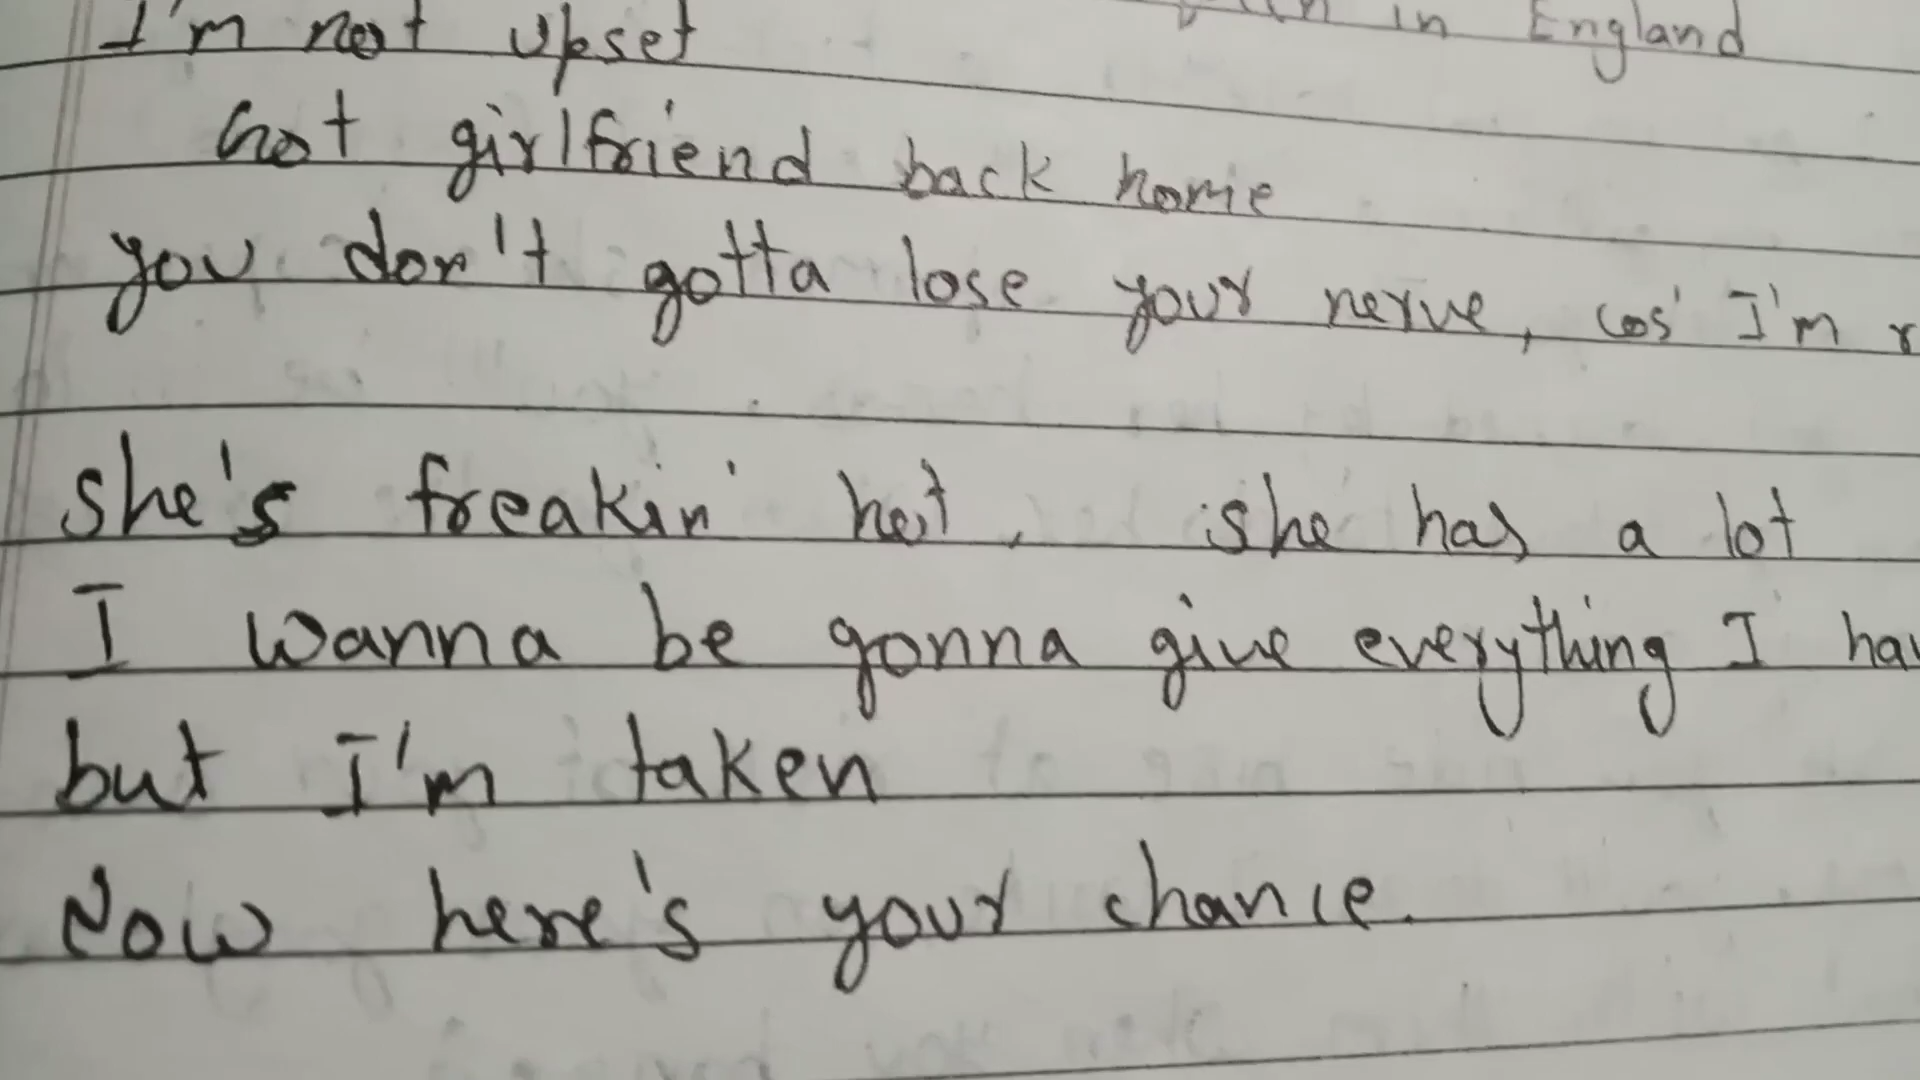 in England
I'm not upset
Got girlfriend back home
you don't gotta lose your nerve, cos' I'm
she's freakin' hot, she has a lot
I wanna be gonna give everything I hav
but I'm taken
Now here's your chance.